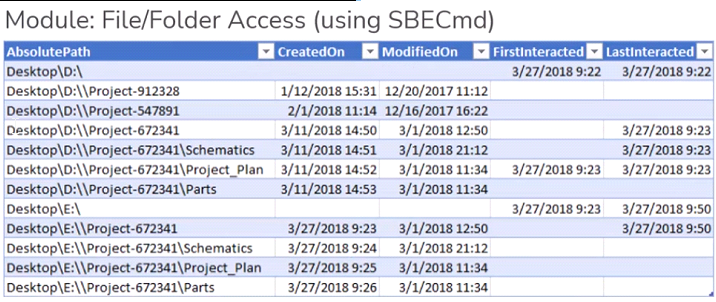 Module: File/Folder Access (using SBECmd)
AbsolutePath CreatedOn ModifiedOn FirstInteracted LastInteracted
Desktop\D:\ 3/27/2018 9:22 3/27/2018 9:22
Desktop\D:\\Project-912328 1/12/2018 15:31 12/20/2017 11:12
Desktop\D:\\Project-547891 2/1/2018 11:14 12/16/2017 16:22
Desktop\D:\\Project-672341 3/11/2018 14:50 3/1/2018 12:50 3/27/2018 9:23
Desktop\D:\\Project-672341\Schematics 3/11/2018 14:51 3/1/2018 21:12 3/27/2018 9:23
Desktop\D:\\Project-672341\Project_Plan 3/11/2018 14:52 3/1/2018 11:34 3/27/2018 9:23 3/27/2018 9:23
Desktop\D:\\Project-672341\Parts 3/11/2018 14:53 3/1/2018 11:34
Desktop\E:\ 3/27/2018 9:23 3/27/2018 9:50
Desktop\E:\\Project-672341 3/27/2018 9:23 3/1/2018 12:50 3/27/2018 9:50
Desktop\E:\\Project-672341\Schematics 3/27/2018 9:24 3/1/2018 21:12
Desktop\E:\\Project-672341\Project_Plan 3/27/2018 9:25 3/1/2018 11:34
Desktop\E:\\Project-672341\Parts 3/27/2018 9:26 3/1/2018 11:34